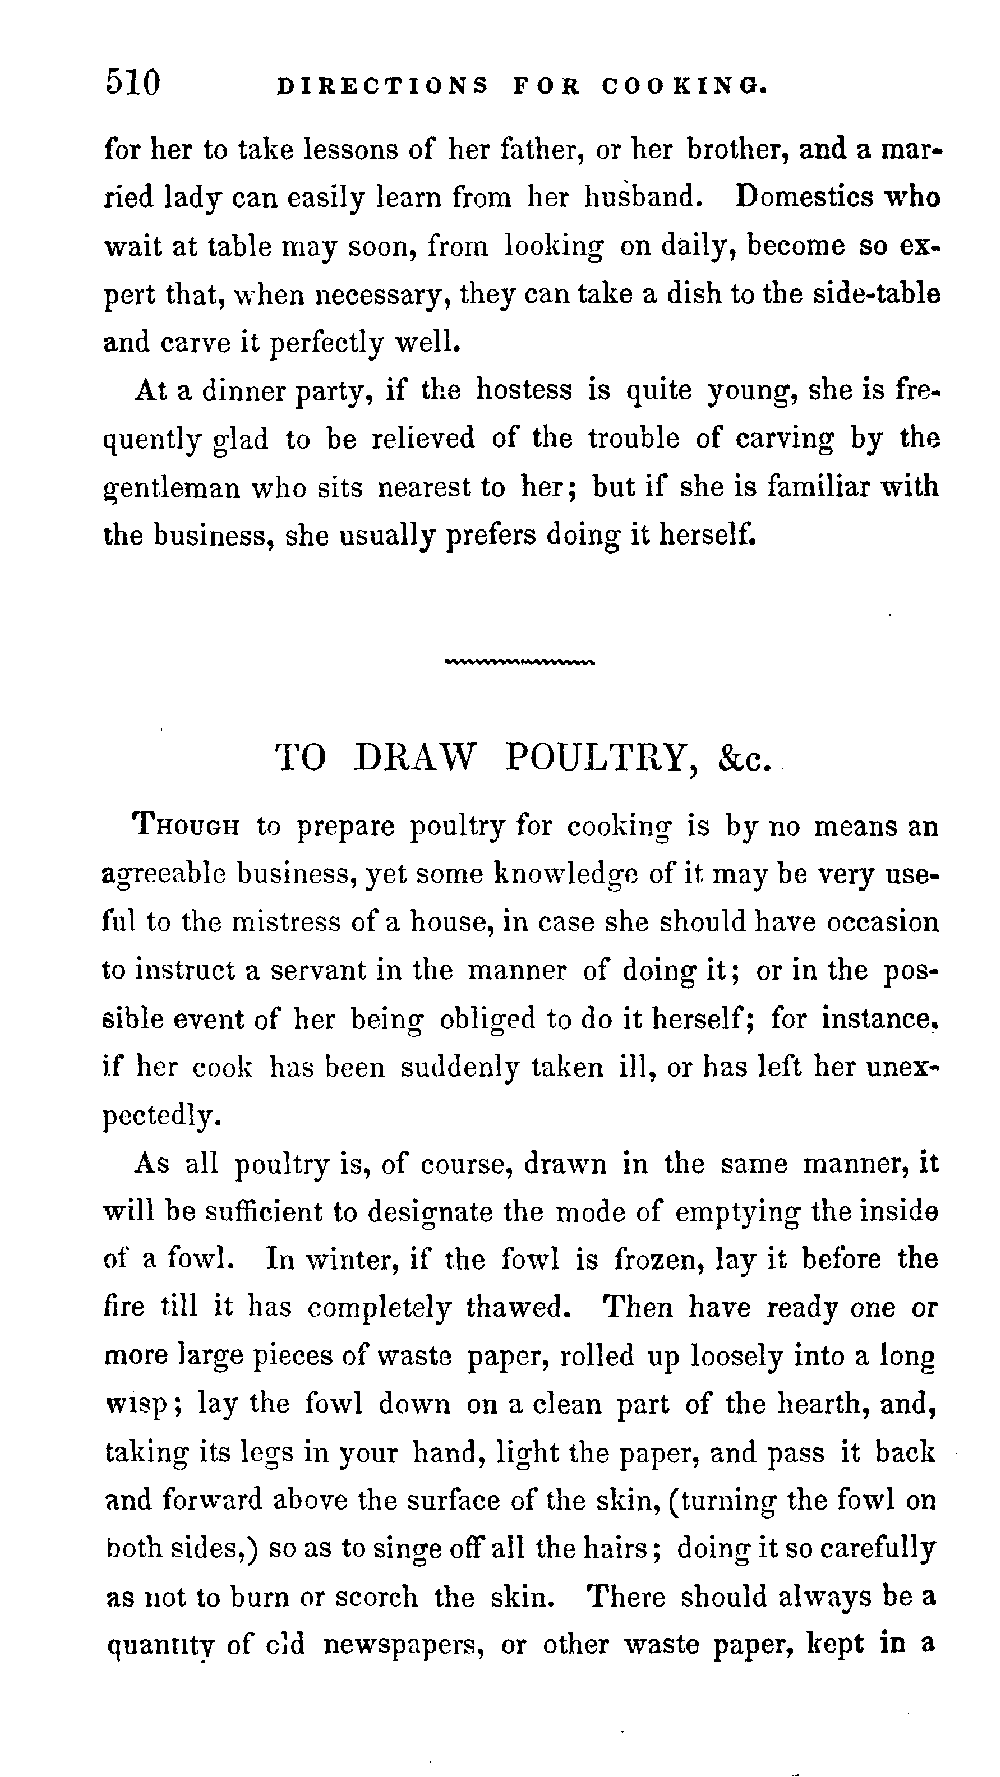 510 DIRECTIONS FOR COOKING.
for her to take lessons of her father, or her brother, and a mar-
ried lady can easily learn from her husband. Domestics who
wait at table may soon, from looking on daily, become so ex-
pert that, when necessary, they can take a dish to the side-table
and carve it perfectly well.
At a dinner party, if the hostess is quite young, she is fre-
quently glad to be relieved of the trouble of carving by the
gentleman who sits nearest to her; but if she is familiar with
the business, she usually prefers doing it herself.
TO DRAW POULTRY, &c.
THOUGH to prepare poultry for cooking is by no means an
agreeable business, yet some knowledge of it may be very use-
ful to the mistress of a house, in case she should have occasion
to instruct a servant in the manner of doing it; or in the pos-
sible event of her being obliged to do it herself; for instance,
if her cook has been suddenly taken ill, or has left her unex-
pectedly.
As all poultry is, of course, drawn in the same manner, it
will be sufficient to designate the mode of emptying the inside
of a fowl. In winter, if the fowl is frozen, lay it before the
fire till it has completely thawed. Then have ready one or
more large pieces of waste paper, rolled up loosely into a long
wisp; lay the fowl down on a clean part of the hearth, and,
taking its legs in your hand, light the paper, and pass it back
and forward above the surface of the skin, (turning the fowl on
both sides,) so as to singe off all the hairs; doing it so carefully
as not to burn or scorch the skin. There should always be a
quantity of old newspapers, or other waste paper, kept in a